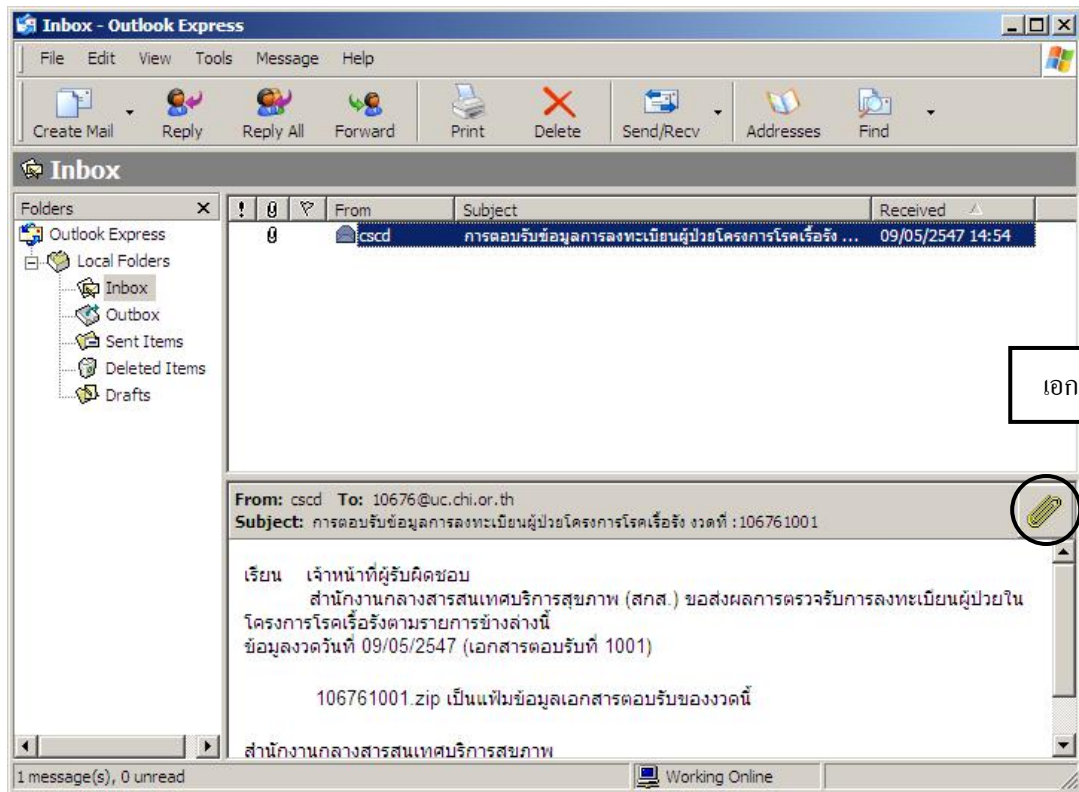 Inbox - Outlook Express
File Edit View Tools Message Help
Create Mail Reply Reply All Forward Print Delete Send/Recv Addresses Find
Inbox
Folders X ! From Subject Received
Outlook Express
cscd การตอบรับข้อมูลการลงทะเบียนผู้ป่วยโครงการโรคเรื้อรัง ... 09/05/2547 14:54
Local Folders
Inbox
Outbox
Sent Items
Deleted Items
Drafts
เอก
From: cscd To: 10676@uc.chi.or.th
Subject: การตอบรับข้อมูลการลงทะเบียนผู้ป่วยโครงการโรคเรื้อรัง งวดที่ :106761001
เรียน เจ้าหน้าที่ผู้รับผิดชอบ
สำนักงานกลางสารสนเทศบริการสุขภาพ (สกส.) ขอส่งผลการตรวจรับการลงทะเบียนผู้ป่วยใน
โครงการโรคเรื้อรังตามรายการข้างล่างนี้
ข้อมูลงวดวันที่ 09/05/2547 (เอกสารตอบรับที่ 1001)
106761001.zip เป็นแฟ้มข้อมูลเอกสารตอบรับของงวดนี้
สำนักงานกลางสารสนเทศบริการสุขภาพ
1 message(s), 0 unread Working Online